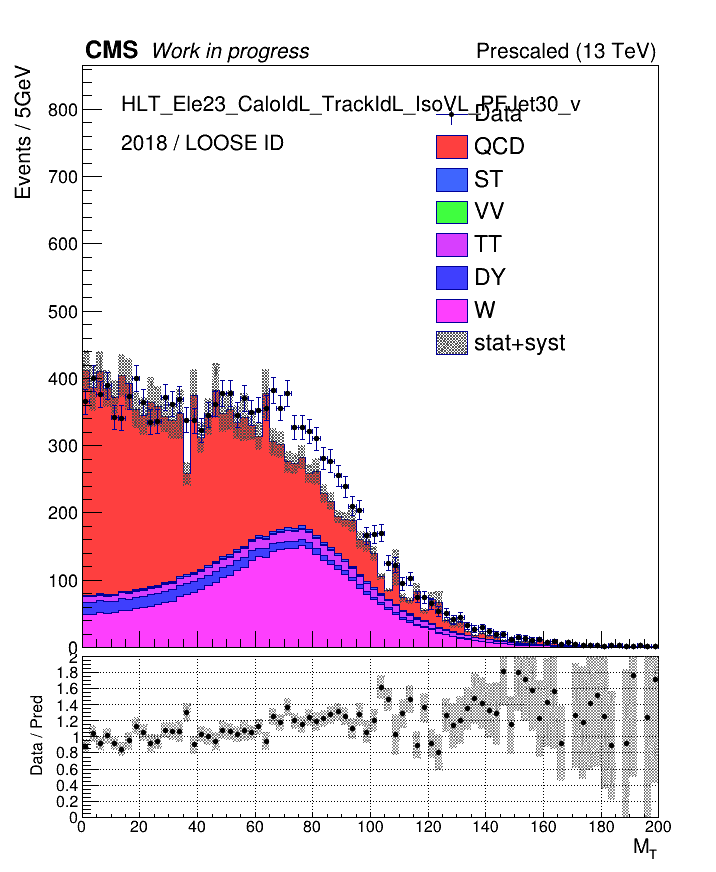 CMS Work in progress Prescaled (13 TeV)
Events / 5GeV
800
700
600
500
400
300
200
100
0
HLT_Ele23_CaloIdL_TrackIdL_IsoVL_PFJet30_v
2018 / LOOSE ID
Data
QCD
ST
VV
TT
DY
W
stat+syst
Data / Pred
2
1.8
1.6
1.4
1.2
1
0.8
0.6
0.4
0.2
0
0 20 40 60 80 100 120 140 160 180 200
M_T